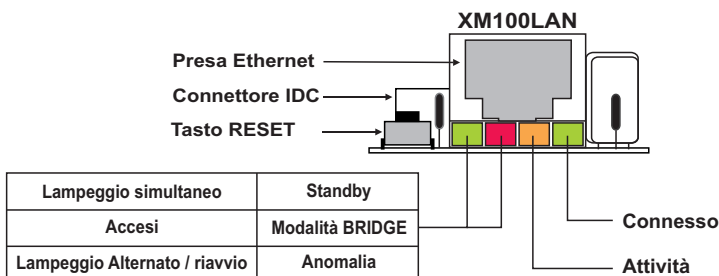 XM100LAN
Presa Ethernet
Connettore IDC
Tasto RESET
Lampeggio simultaneo Standby
Accesi Modalità BRIDGE
Lampeggio Alternato / riavvio Anomalia
Connesso
Attività